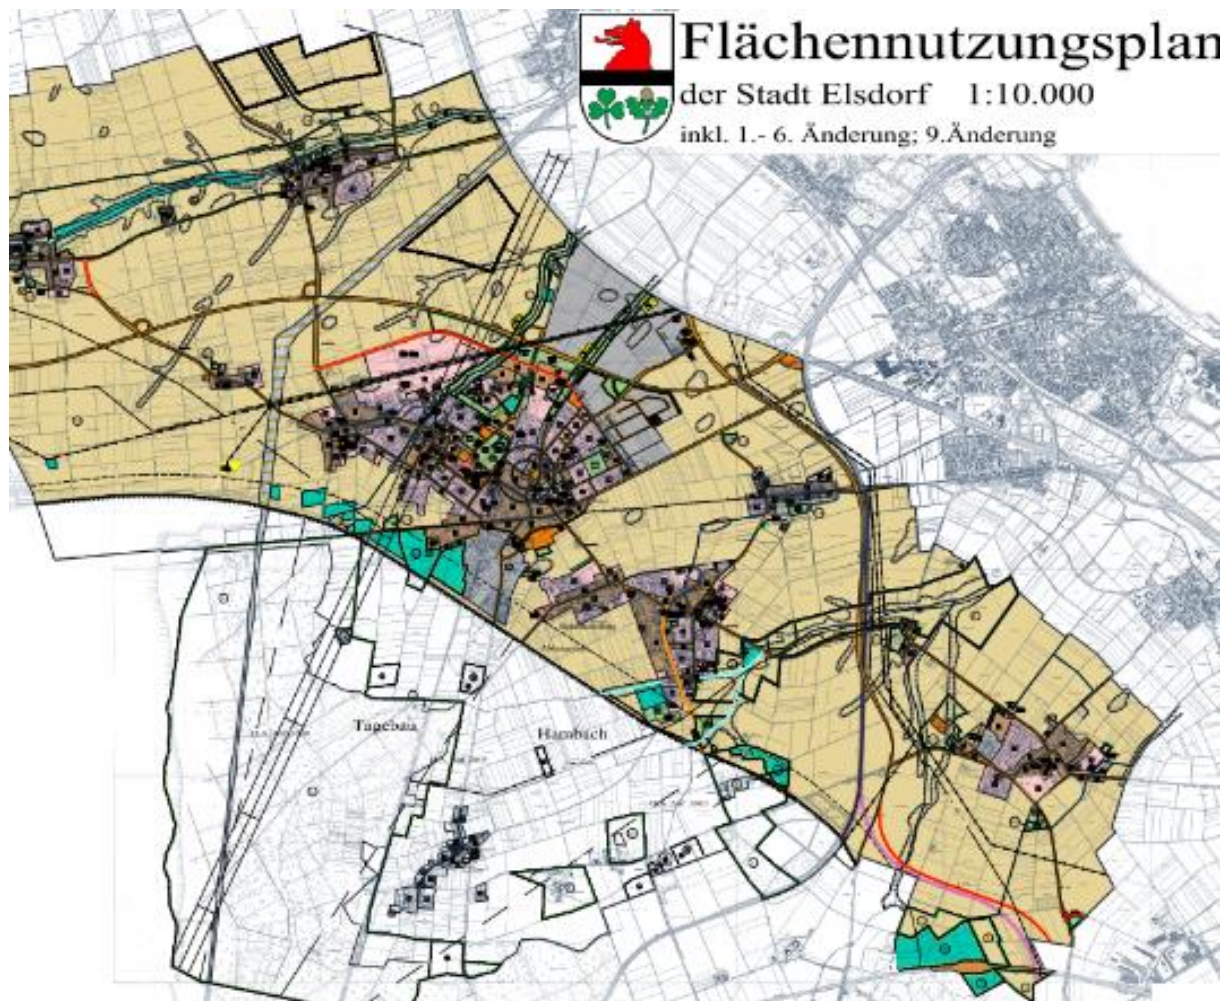 Flächennutzungsplan
der Stadt Elsdorf 1:10.000
inkl. 1.- 6. Änderung; 9.Änderung
Tagebau
Hambach